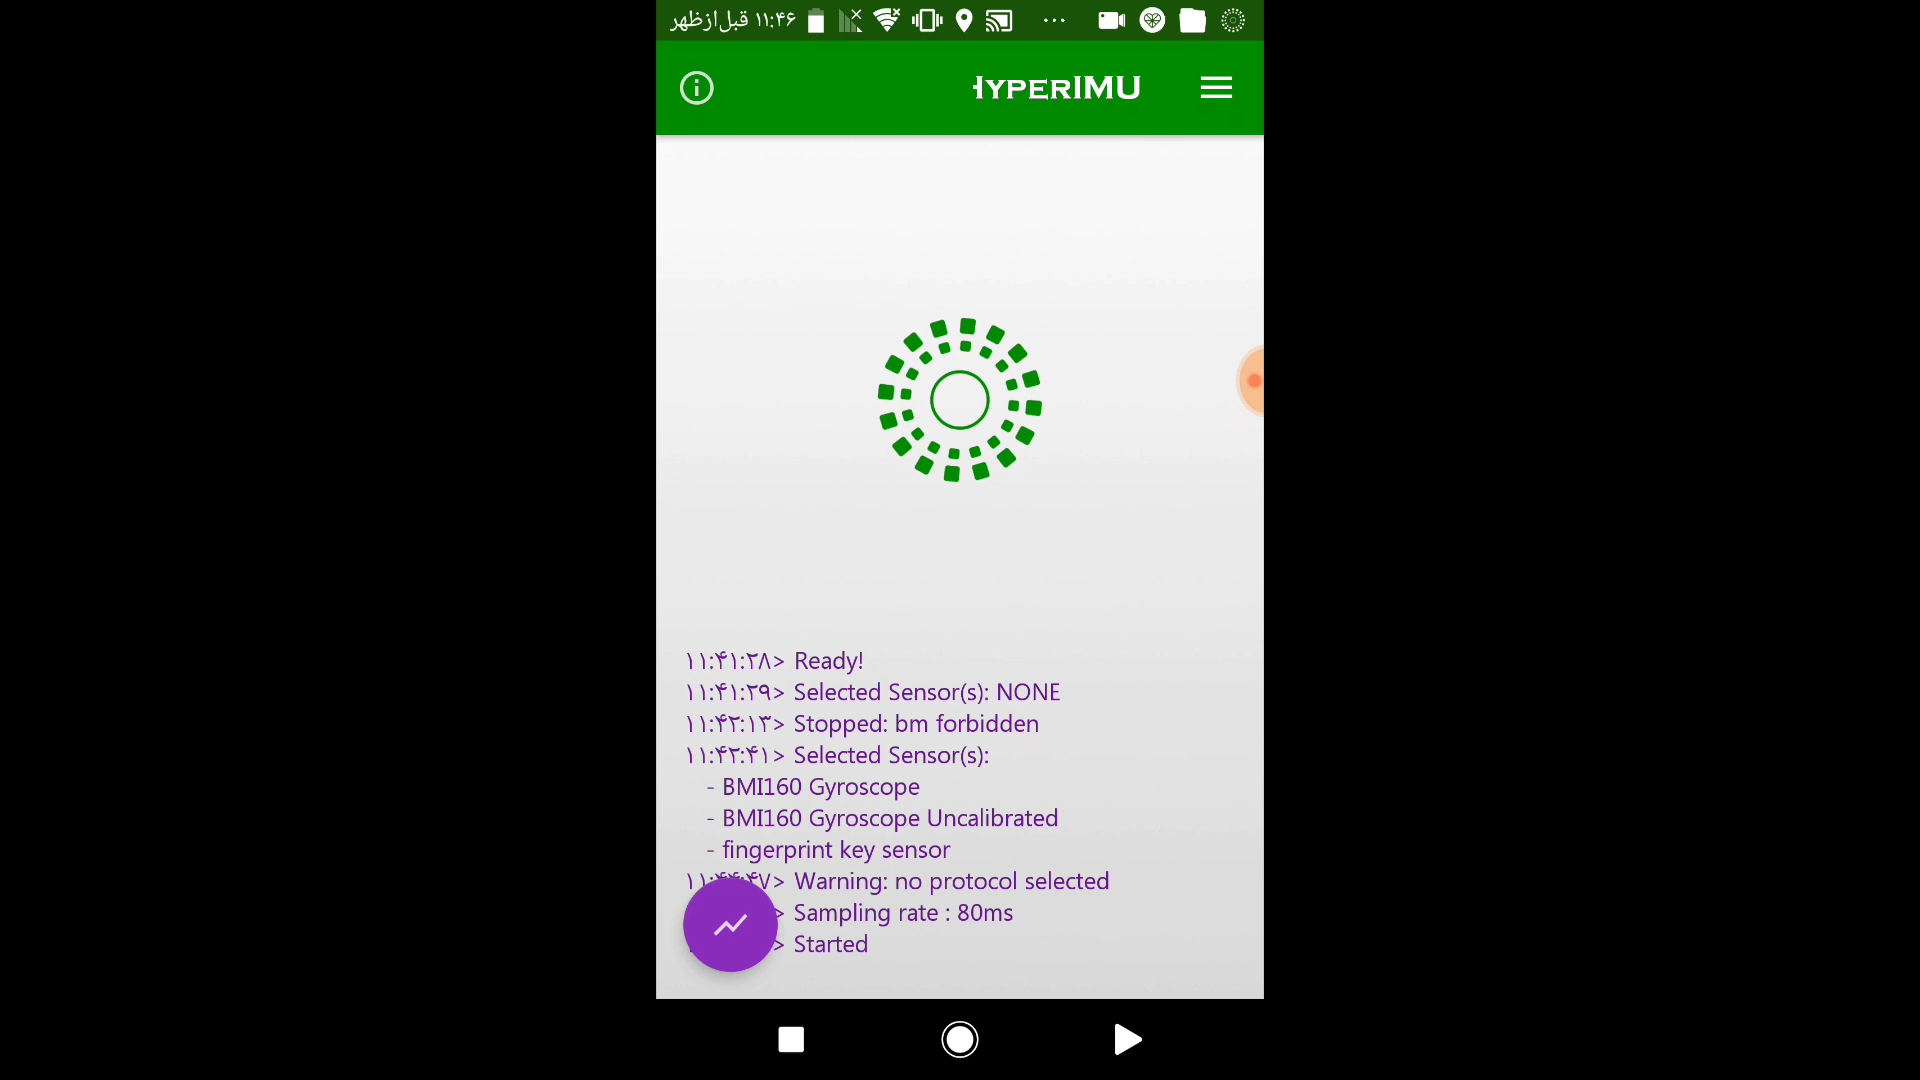 ۱۱:۴۶ قبل‌ازظهر
HYPERIMU
۱۱:۴۱:۲۸> Ready!
۱۱:۴۱:۲۹> Selected Sensor(s): NONE
۱۱:۴۲:۱۳> Stopped: bm forbidden
۱۱:۴۲:۴۱> Selected Sensor(s):
- BMI160 Gyroscope
- BMI160 Gyroscope Uncalibrated
- fingerprint key sensor
> Warning: no protocol selected
> Sampling rate : 80ms
> Started